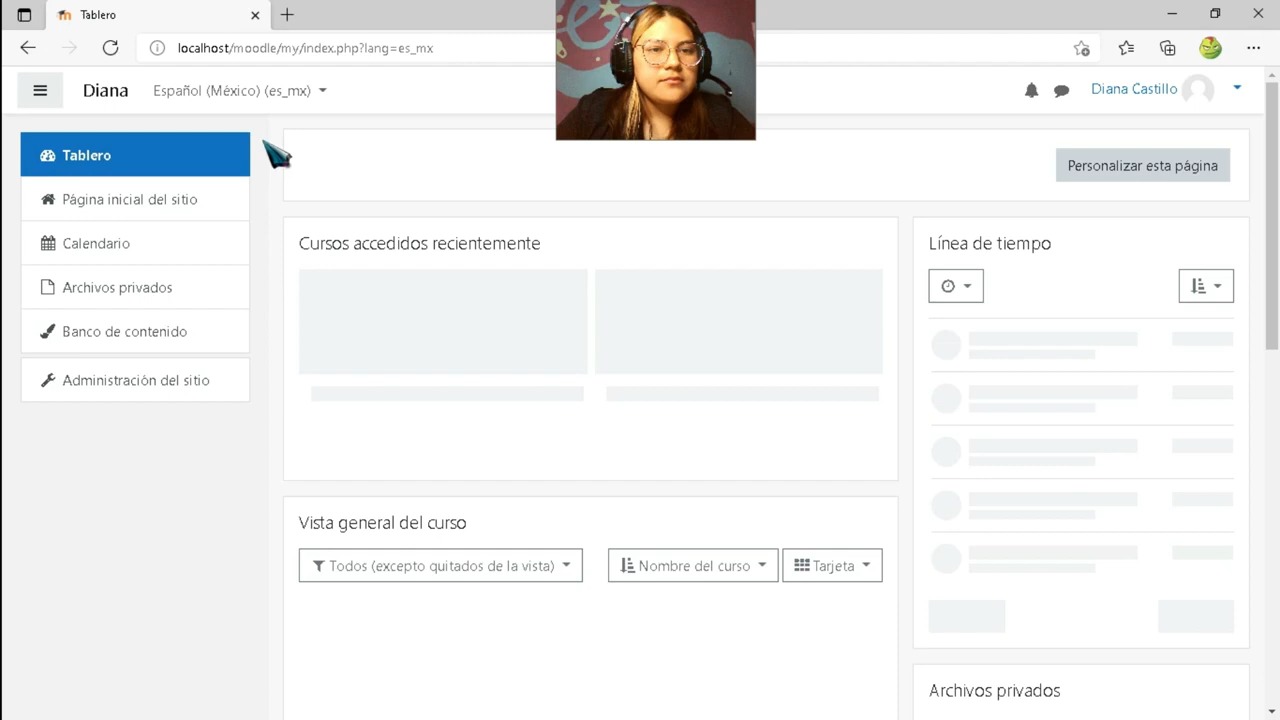 Tablero
localhost/moodle/my/index.php?lang=es_mx
Diana
Español (México) (es_mx)
Diana Castillo
Tablero
Página inicial del sitio
Calendario
Archivos privados
Banco de contenido
Administración del sitio
Personalizar esta página
Cursos accedidos recientemente
Vista general del curso
Todos (excepto quitados de la vista)
Nombre del curso
Tarjeta
Línea de tiempo
Archivos privados